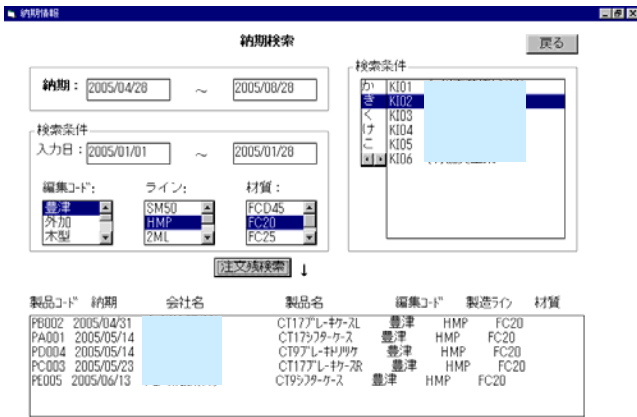 納期情報
納期検索
戻る
納期： 2005/04/28 ～ 2005/08/28
検索条件
入力日： 2005/01/01 ～ 2005/01/28
編集ｺｰﾄﾞ： ライン： 材質：
豊津 SM50 FCD45
外加 HMP FC20
木型 2ML FC25
検索条件
か KI01
き KI02
く KI03
け KI04
こ KI05
KI06
注文残検索 ↓
製品ｺｰﾄﾞ 納期 会社名 製品名 編集ｺｰﾄﾞ 製造ﾗｲﾝ 材質
PB002 2005/04/31 CT17ﾌﾞﾚｰｷｹｰｽL 豊津 HMP FC20
PA001 2005/05/14 CT17ｼﾌﾀｰｹｰｽ 豊津 HMP FC20
PD004 2005/05/14 CT9ﾌﾞﾚｰｷﾄﾘﾂｹ 豊津 HMP FC20
PC003 2005/05/23 CT17ﾌﾞﾚｰｷｹｰｽR 豊津 HMP FC20
PE005 2005/06/13 CT9ｼﾌﾀｰｹｰｽ 豊津 HMP FC20